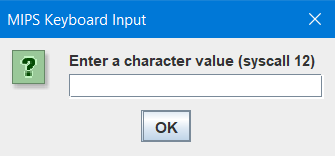 MIPS Keyboard Input
?
Enter a character value (syscall 12)
OK